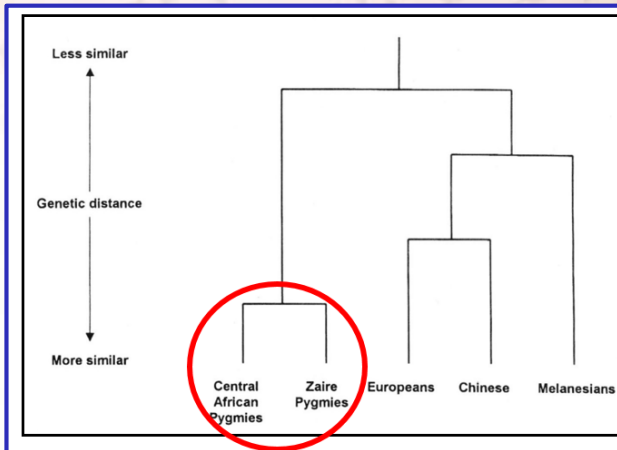 Less similar
Genetic distance
More similar
Central
African
Pygmies
Zaire
Pygmies
Europeans
Chinese
Melanesians